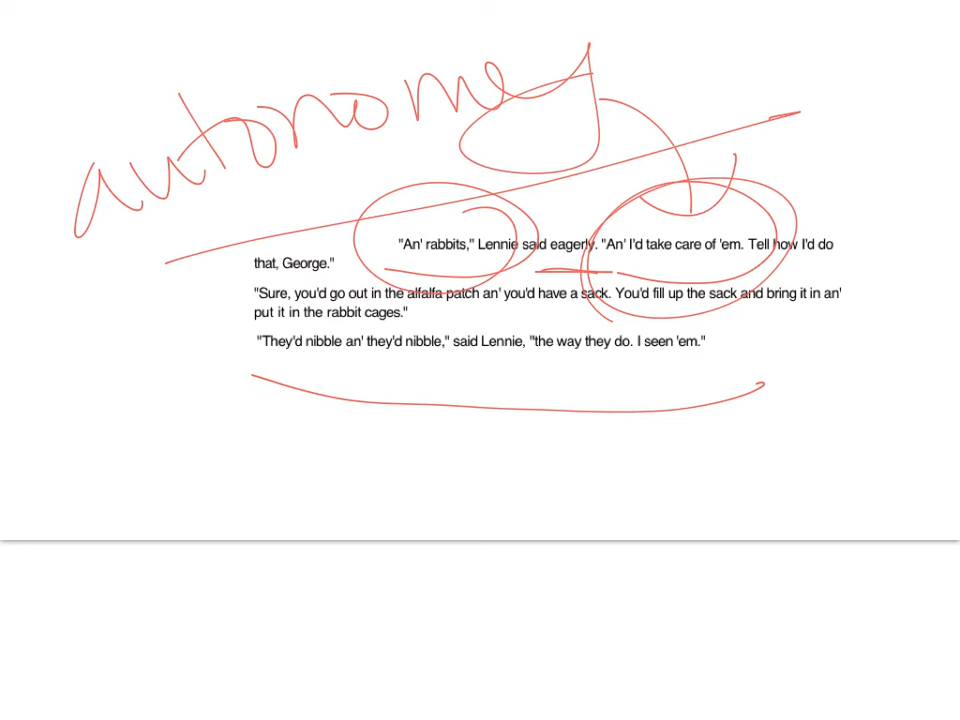 autonomy
"An' rabbits," Lennie said eagerly. "An' I'd take care of 'em. Tell how I'd do
that, George."
"Sure, you'd go out in the alfalfa patch an' you'd have a sack. You'd fill up the sack and bring it in an'
put it in the rabbit cages."
"They'd nibble an' they'd nibble," said Lennie, "the way they do. I seen 'em."